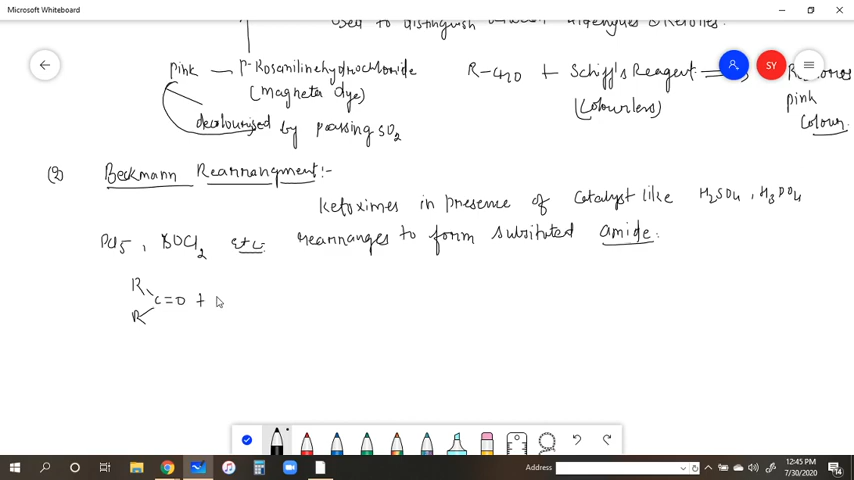 Microsoft Whiteboard
used to distinguish aldehydes & ketones.
pink — p-Rosanilinehydrochloride
(magneta dye)
decolourised by passing SO2
R-CHO + Schiff's Reagent
(Colourless)
pink
Colour.
SY
(2) Beckmann Rearrangment:-
Ketoximes in presence of Catalyst like H2SO4, H3PO4
PCl5, SOCl2 etc rearranges to form substituted amide.
R
C=O +
R
Address
12:45 PM
7/30/2020
14